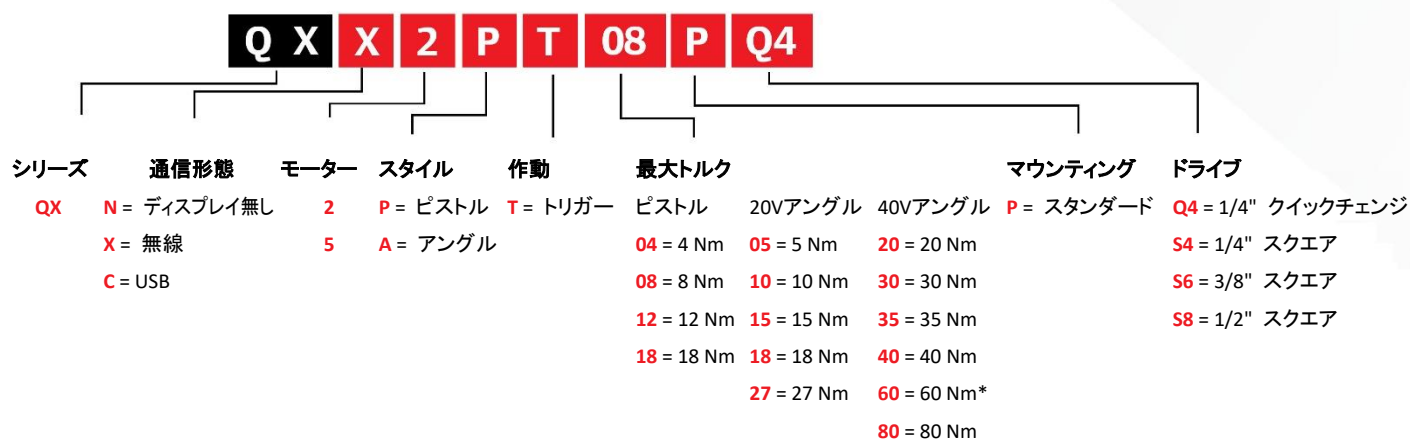 Q X X 2 P T 08 P Q4
シリーズ 通信形態 モーター スタイル 作動 最大トルク マウンティング ドライブ
QX N = ディスプレイ無し 2 P = ピストル T = トリガー ピストル 20Vアングル 40Vアングル P = スタンダード Q4 = 1/4" クイックチェンジ
X = 無線 5 A = アングル 04 = 4 Nm 05 = 5 Nm 20 = 20 Nm S4 = 1/4" スクエア
C = USB 08 = 8 Nm 10 = 10 Nm 30 = 30 Nm S6 = 3/8" スクエア
12 = 12 Nm 15 = 15 Nm 35 = 35 Nm S8 = 1/2" スクエア
18 = 18 Nm 18 = 18 Nm 40 = 40 Nm
27 = 27 Nm 60 = 60 Nm*
80 = 80 Nm